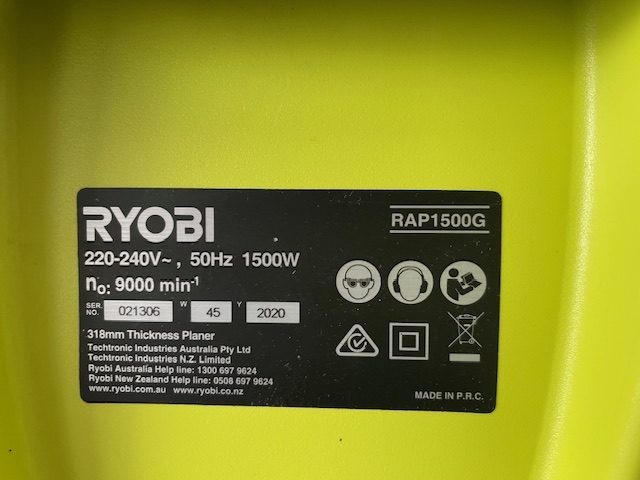 RYOBI
RAP1500G
220-240V~ , 50Hz 1500W
no: 9000 min-1
SER. NO. 021306 W 45 Y 2020
318mm Thickness Planer
Techtronic Industries Australia Pty Ltd
Techtronic Industries N.Z. Limited
Ryobi Australia Help line: 1300 697 9624
Ryobi New Zealand Help line: 0508 697 9624
www.ryobi.com.au www.ryobi.co.nz
MADE IN P.R.C.